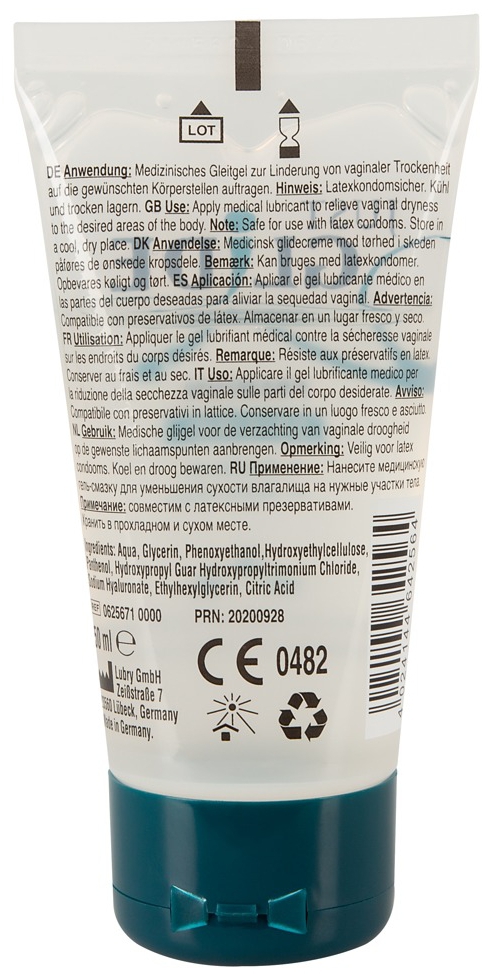 LOT
DE Anwendung: Medizinisches Gleitgel zur Linderung von vaginaler Trockenheit
auf die gewünschten Körperstellen auftragen. Hinweis: Latexkondomsicher. Kühl
und trocken lagern. GB Use: Apply medical lubricant to relieve vaginal dryness
to the desired areas of the body. Note: Safe for use with latex condoms. Store in
a cool, dry place. DK Anvendelse: Medicinsk glidecreme mod tørhed i skeden
påføres de ønskede kropsdele. Bemærk: Kan bruges med latexkondomer.
Opbevares køligt og tørt. ES Aplicación: Aplicar el gel lubricante médico en
las partes del cuerpo deseadas para aliviar la sequedad vaginal. Advertencia:
Compatible con preservativos de látex. Almacenar en un lugar fresco y seco.
FR Utilisation: Appliquer le gel lubrifiant médical contre la sécheresse vaginale
sur les endroits du corps désirés. Remarque: Résiste aux préservatifs en latex.
Conserver au frais et au sec. IT Uso: Applicare il gel lubrificante medico per
la riduzione della secchezza vaginale sulle parti del corpo desiderate. Avviso:
Compatibile con preservativi in lattice. Conservare in un luogo fresco e asciutto.
NL Gebruik: Medische glijgel voor de verzachting van vaginale droogheid
op de gewenste lichaamspunten aanbrengen. Opmerking: Veilig voor latex
condooms. Koel en droog bewaren. RU Применение: Нанесите медицинскую
гель-смазку для уменьшения сухости влагалища на нужные участки тела.
Примечание: совместим с латексными презервативами.
Хранить в прохладном и сухом месте.
Ingredients: Aqua, Glycerin, Phenoxyethanol,Hydroxyethylcellulose,
Panthenol, Hydroxypropyl Guar Hydroxypropyltrimonium Chloride,
Sodium Hyaluronate, Ethylhexylglycerin, Citric Acid
REF 0625671 0000 PRN: 20200928
50 ml ℮
CE 0482
Lubry GmbH
Zeißstraße 7
23560 Lübeck, Germany
Made in Germany.
4 024144 642564